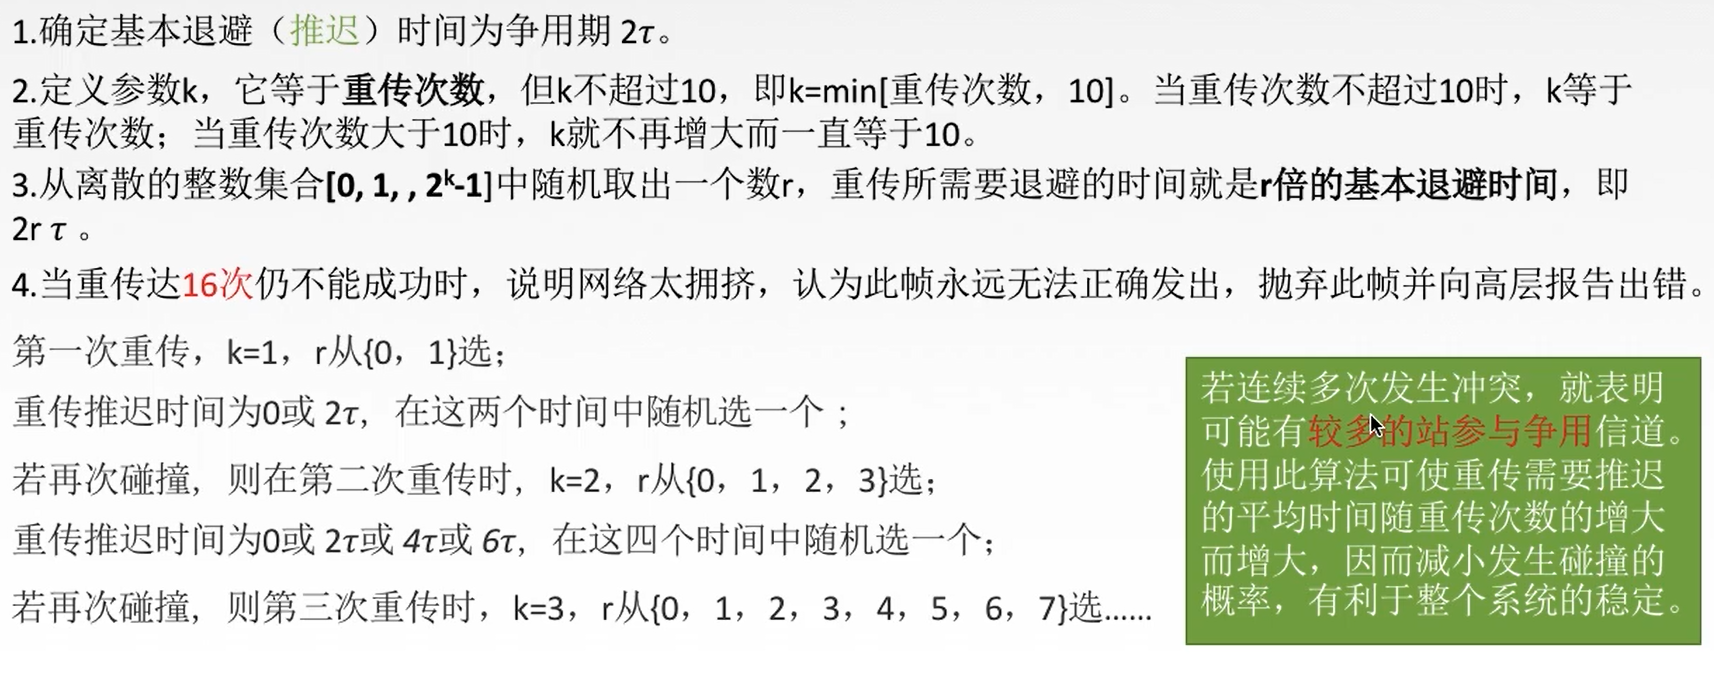 1.确定基本退避（推迟）时间为争用期 2τ。
2.定义参数k，它等于重传次数，但k不超过10，即k=min[重传次数，10]。当重传次数不超过10时，k等于
重传次数；当重传次数大于10时，k就不再增大而一直等于10。
3.从离散的整数集合[0, 1, , 2ᵏ-1]中随机取出一个数r，重传所需要退避的时间就是r倍的基本退避时间，即
2r τ 。
4.当重传达16次仍不能成功时，说明网络太拥挤，认为此帧永远无法正确发出，抛弃此帧并向高层报告出错。
第一次重传，k=1，r从{0，1}选；
重传推迟时间为0或 2τ，在这两个时间中随机选一个；
若再次碰撞，则在第二次重传时，k=2，r从{0，1，2，3}选；
重传推迟时间为0或 2τ或 4τ或 6τ，在这四个时间中随机选一个；
若再次碰撞，则第三次重传时，k=3，r从{0，1，2，3，4，5，6，7}选......
若连续多次发生冲突，就表明
可能有较多的站参与争用信道。
使用此算法可使重传需要推迟
的平均时间随重传次数的增大
而增大，因而减小发生碰撞的
概率，有利于整个系统的稳定。